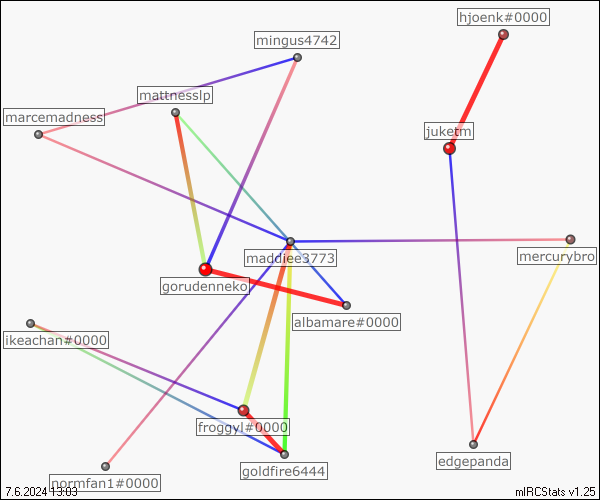 hjoenk#0000
mingus4742
mattnesslp
marcemadness
juketm
maddiee3773
mercurybro
gorudenneko
albamare#0000
ikeachan#0000
froggyl#0000
edgepanda
goldfire6444
normfan1#0000
7.6.2024 13:03
mIRCStats v1.25